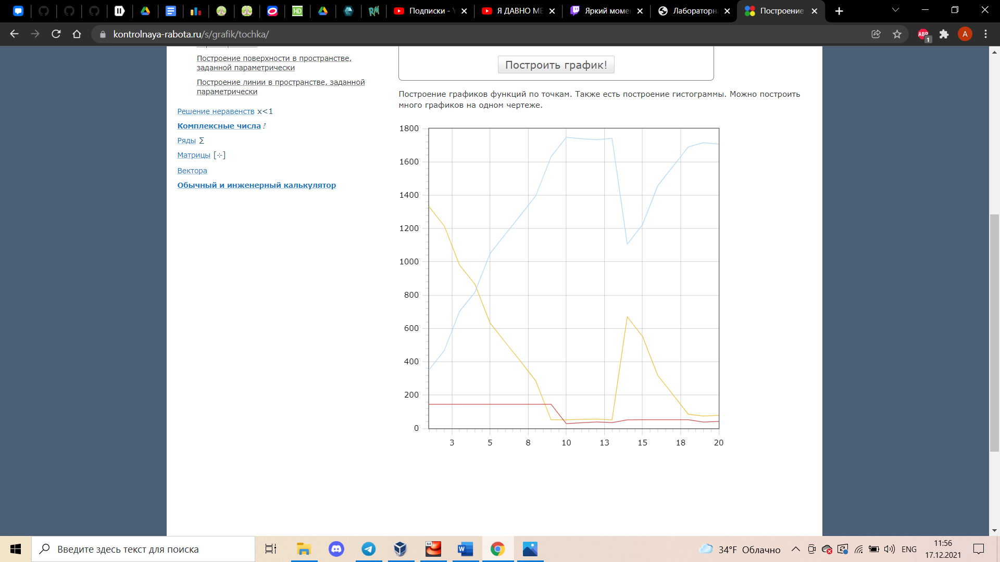 Подписки - Y
Я ДАВНО МЕ
Яркий момен
Лабораторна
Построение
kontrolnaya-rabota.ru/s/grafik/tochka/
ABP
1
A
Построение поверхности в пространстве,
заданной параметрически
Построение линии в пространстве, заданной
параметрически
Решение неравенств x<1
Комплексные числа i
Ряды Σ
Матрицы [⊹]
Вектора
Обычный и инженерный калькулятор
Построить график!
Построение графиков функций по точкам. Также есть построение гистограммы. Можно построить
много графиков на одном чертеже.
1800
1600
1400
1200
1000
800
600
400
200
0
3 5 8 10 13 15 18 20
Введите здесь текст для поиска
34°F Облачно
ENG
11:56
17.12.2021